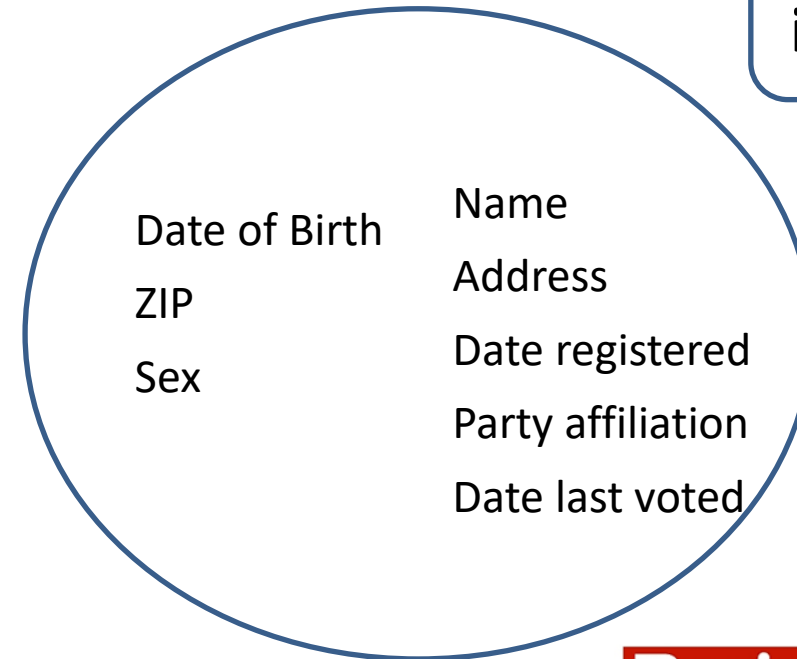 Date of Birth
ZIP
Sex
Name
Address
Date registered
Party affiliation
Date last voted